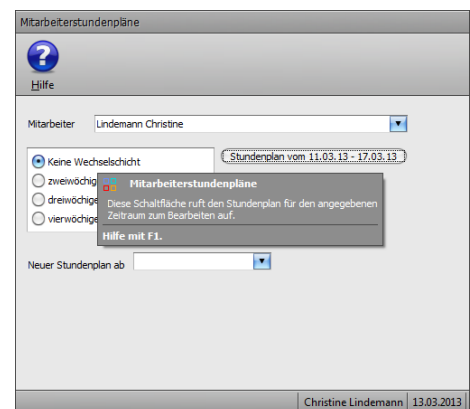 Mitarbeiterstundenpläne
Hilfe
Mitarbeiter Lindemann Christine
Keine Wechselschicht
Stundenplan vom 11.03.13 - 17.03.13
zweiwöchig
dreiwöchige
vierwöchige
Mitarbeiterstundenpläne
Diese Schaltfläche ruft den Stundenplan für den angegebenen
Zeitraum zum Bearbeiten auf.
Hilfe mit F1.
Neuer Stundenplan ab
Christine Lindemann 13.03.2013